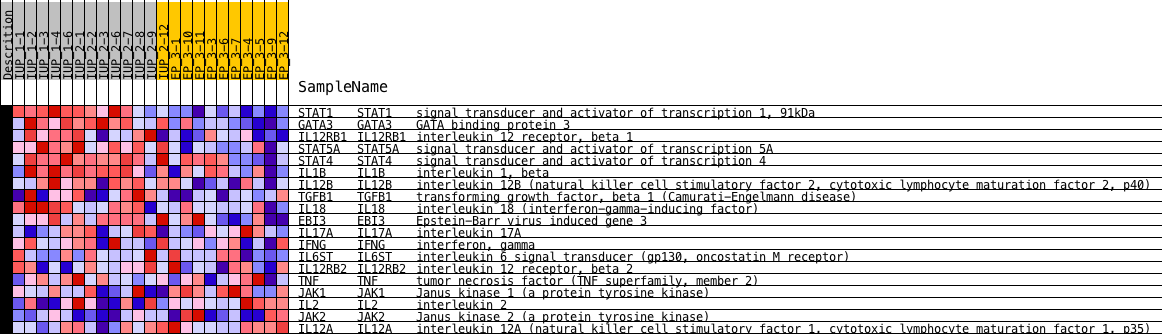 Descrition
IUP_1-1
IUP_1-2
IUP_1-3
IUP_1-4
IUP_1-6
IUP_2-1
IUP_2-2
IUP_2-3
IUP_2-6
IUP_2-7
IUP_2-8
IUP_2-9
IUP_2-12
EP_3-1
EP_3-10
EP_3-11
EP_3-3
EP_3-6
EP_3-7
EP_3-4
EP_3-5
EP_3-9
EP_3-12
SampleName
STAT1 STAT1 signal transducer and activator of transcription 1, 91kDa
GATA3 GATA3 GATA binding protein 3
IL12RB1 IL12RB1 interleukin 12 receptor, beta 1
STAT5A STAT5A signal transducer and activator of transcription 5A
STAT4 STAT4 signal transducer and activator of transcription 4
IL1B IL1B interleukin 1, beta
IL12B IL12B interleukin 12B (natural killer cell stimulatory factor 2, cytotoxic lymphocyte maturation factor 2, p40)
TGFB1 TGFB1 transforming growth factor, beta 1 (Camurati-Engelmann disease)
IL18 IL18 interleukin 18 (interferon-gamma-inducing factor)
EBI3 EBI3 Epstein-Barr virus induced gene 3
IL17A IL17A interleukin 17A
IFNG IFNG interferon, gamma
IL6ST IL6ST interleukin 6 signal transducer (gp130, oncostatin M receptor)
IL12RB2 IL12RB2 interleukin 12 receptor, beta 2
TNF TNF tumor necrosis factor (TNF superfamily, member 2)
JAK1 JAK1 Janus kinase 1 (a protein tyrosine kinase)
IL2 IL2 interleukin 2
JAK2 JAK2 Janus kinase 2 (a protein tyrosine kinase)
IL12A IL12A interleukin 12A (natural killer cell stimulatory factor 1, cytotoxic lymphocyte maturation factor 1, p35)